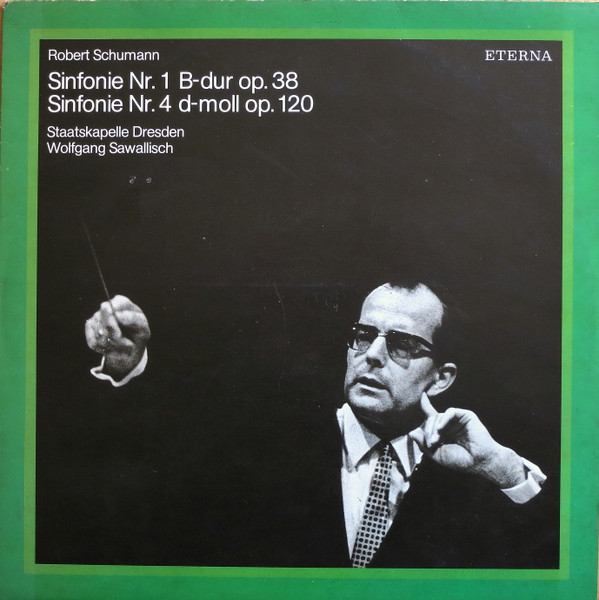 Robert Schumann
ETERNA
Sinfonie Nr. 1 B-dur op. 38
Sinfonie Nr. 4 d-moll op. 120
Staatskapelle Dresden
Wolfgang Sawallisch